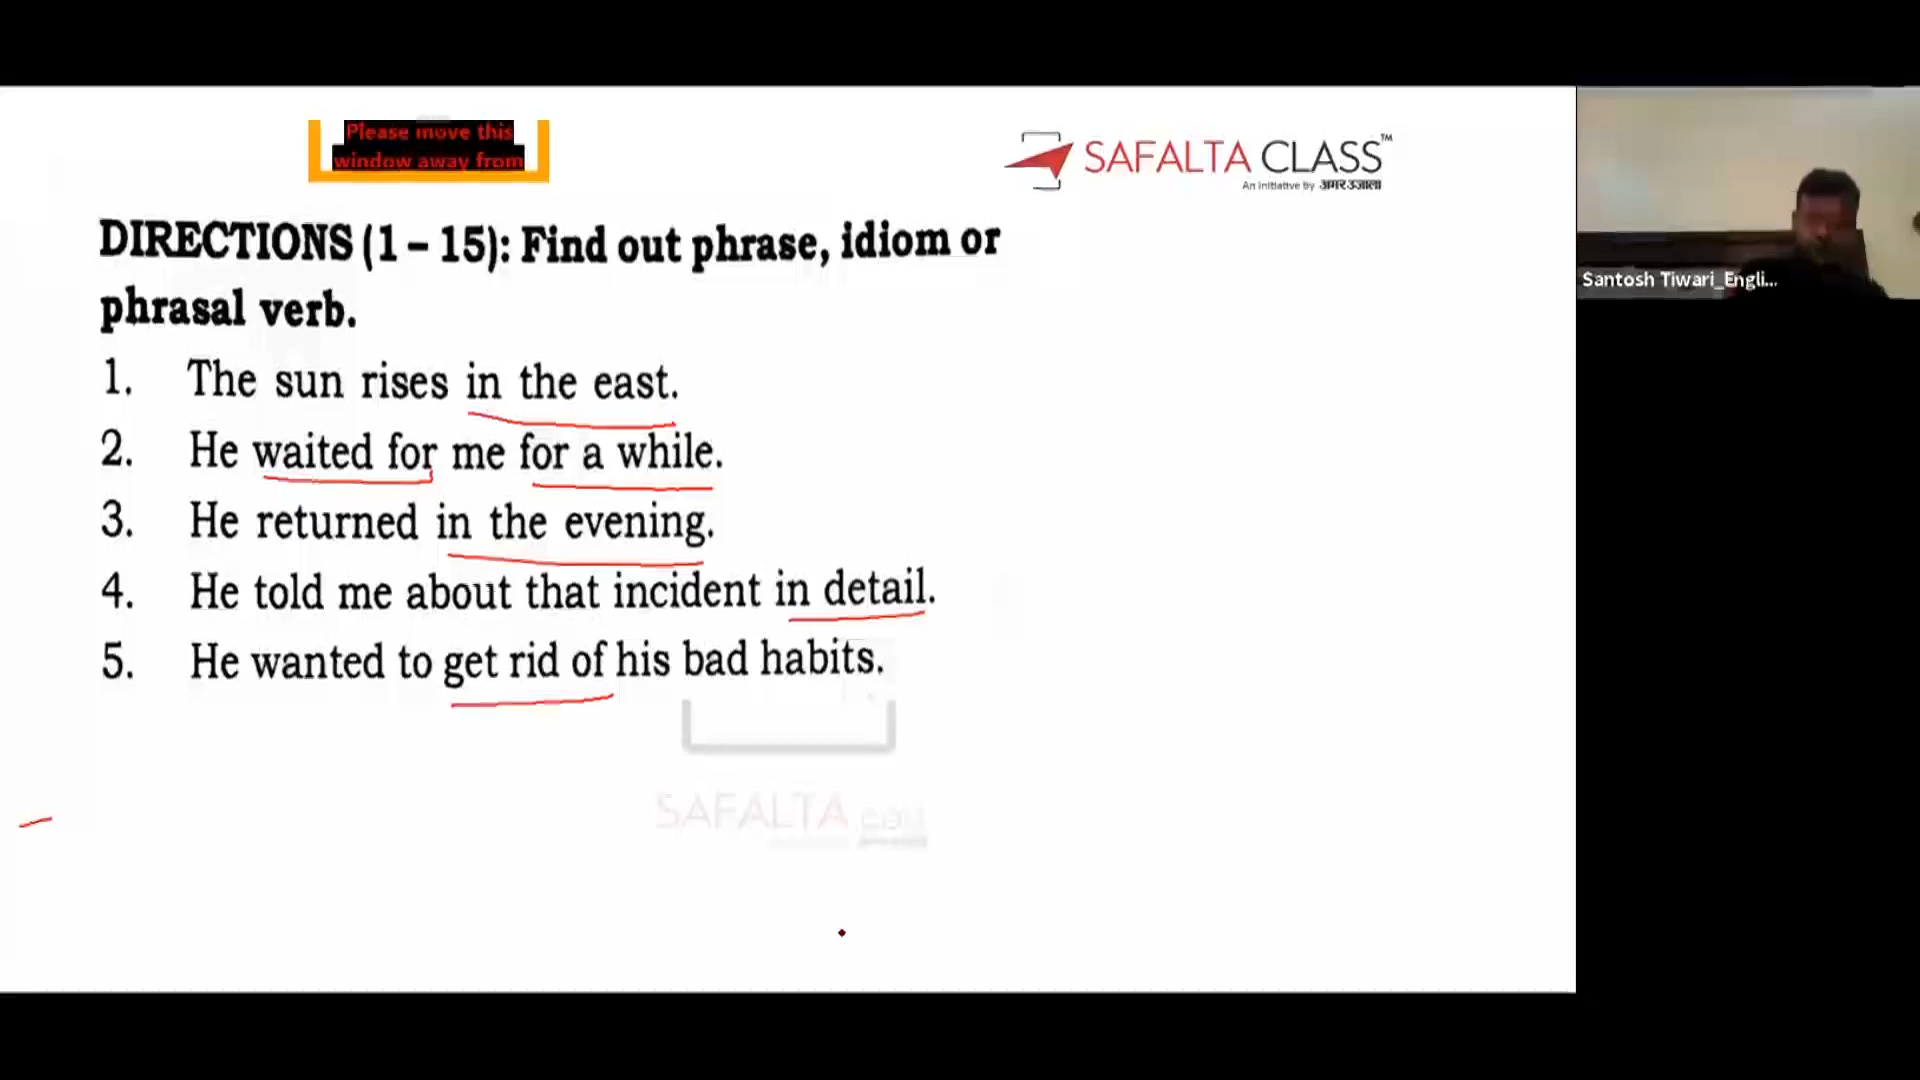 Please move this
window away from
SAFALTA CLASS™
An Initiative by अमर उजाला
DIRECTIONS (1 – 15): Find out phrase, idiom or
phrasal verb.
1. The sun rises in the east.
2. He waited for me for a while.
3. He returned in the evening.
4. He told me about that incident in detail.
5. He wanted to get rid of his bad habits.
SAFALTA
Santosh Tiwari_Engli...